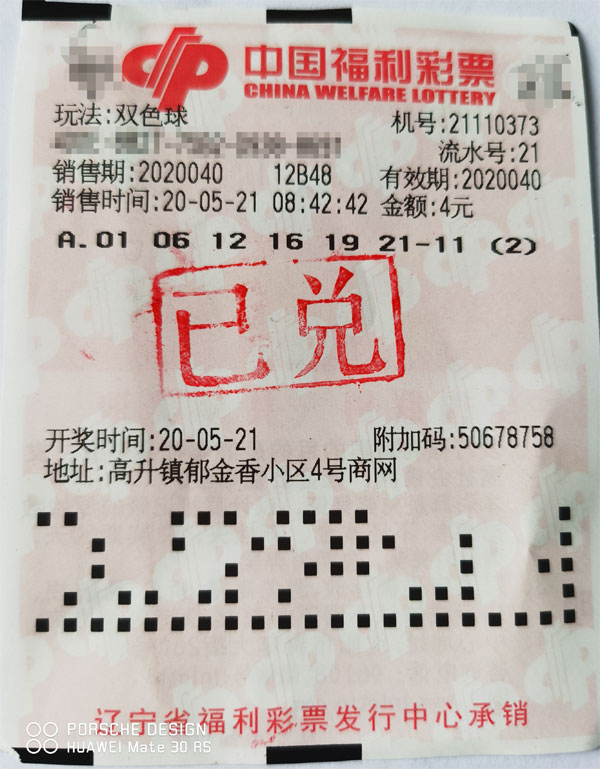 中国福利彩票
CHINA WELFARE LOTTERY
玩法:双色球
机号:21110373
流水号:21
销售期:2020040 12B48 有效期:2020040
销售时间:20-05-21 08:42:42 金额:4元
A.01 06 12 16 19 21-11 (2)
已兑
开奖时间:20-05-21 附加码:50678758
地址:高升镇郁金香小区4号商网
辽宁省福利彩票发行中心承销
PORSCHE DESIGN
HUAWEI Mate 30 RS